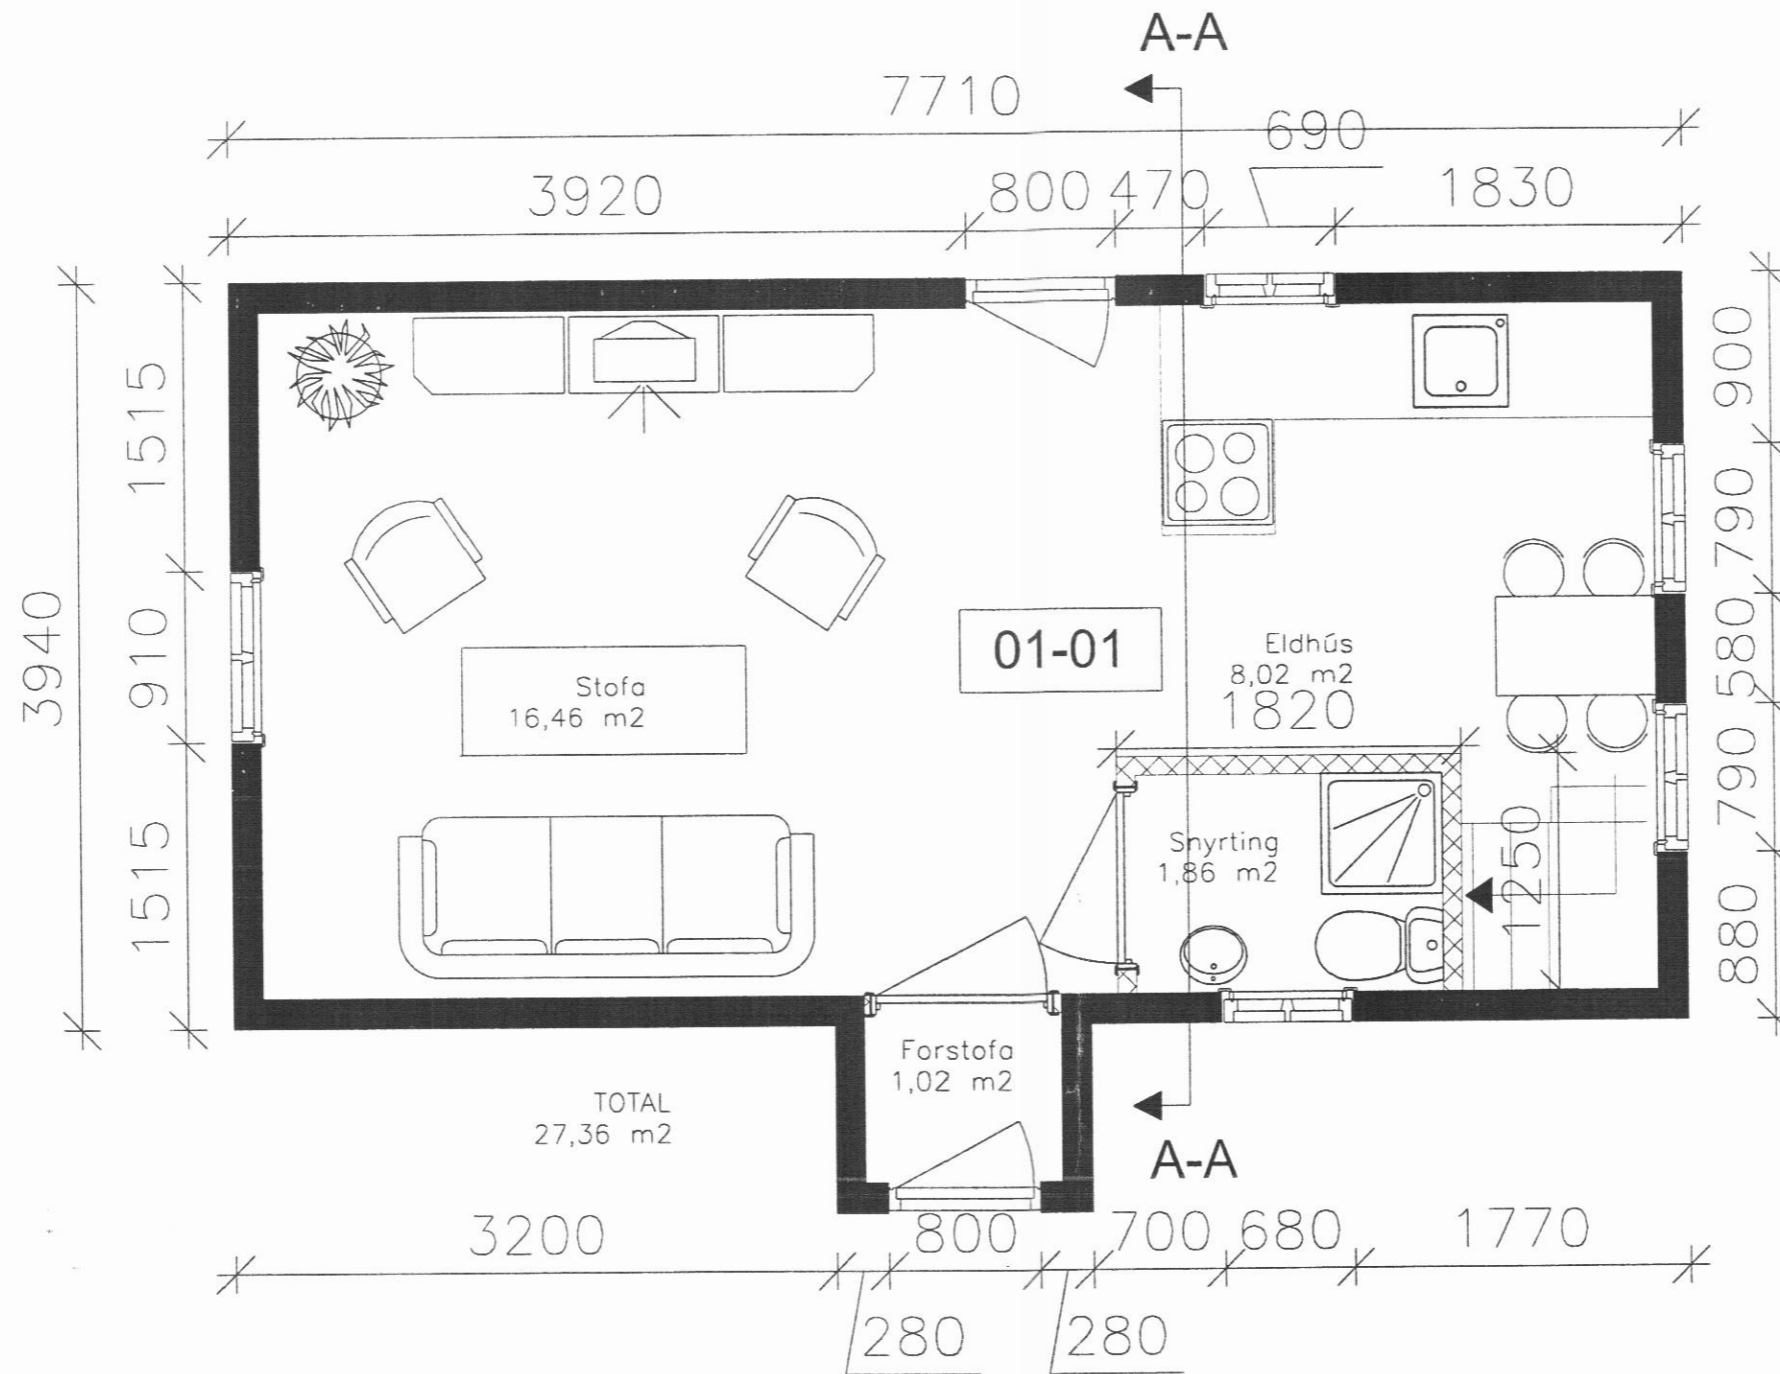 A-A
7710
690
3920
800
470
1830
3940
1515
910
1515
900
790
580
790
880
01-01
Eldhús
8,02 m2
1820
Stofa
16,46 m2
Snyrting
1,86 m2
1250
Forstofa
1,02 m2
TOTAL
27,36 m2
A-A
3200
800
700
680
1770
280
280